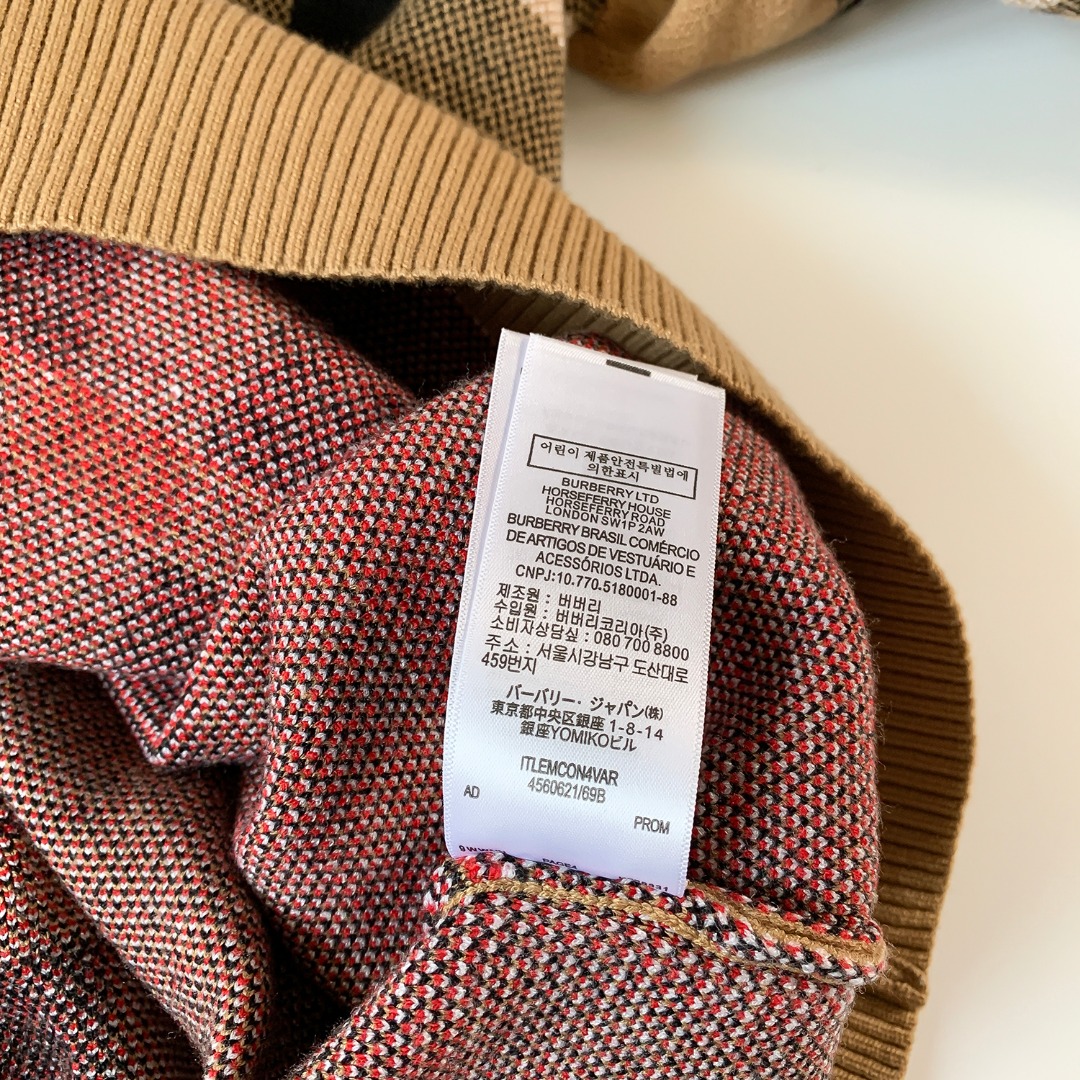 어린이 제품안전특별법에
의한표시
BURBERRY LTD
HORSEFERRY HOUSE
HORSEFERRY ROAD
LONDON SW1P 2AW
BURBERRY BRASIL COMÉRCIO
DE ARTIGOS DE VESTUÁRIO E
ACESSÓRIOS LTDA.
CNPJ:10.770.5180001-88
제조원 : 버버리
수입원 : 버버리코리아(주)
소비자상담실 : 080 700 8800
주 소 : 서울시강남구 도산대로
459번지
バーバリー・ジャパン(株)
東京都中央区銀座 1-8-14
銀座YOMIKOビル
ITLEMCON4VAR
4560621/69B
AD
PROM